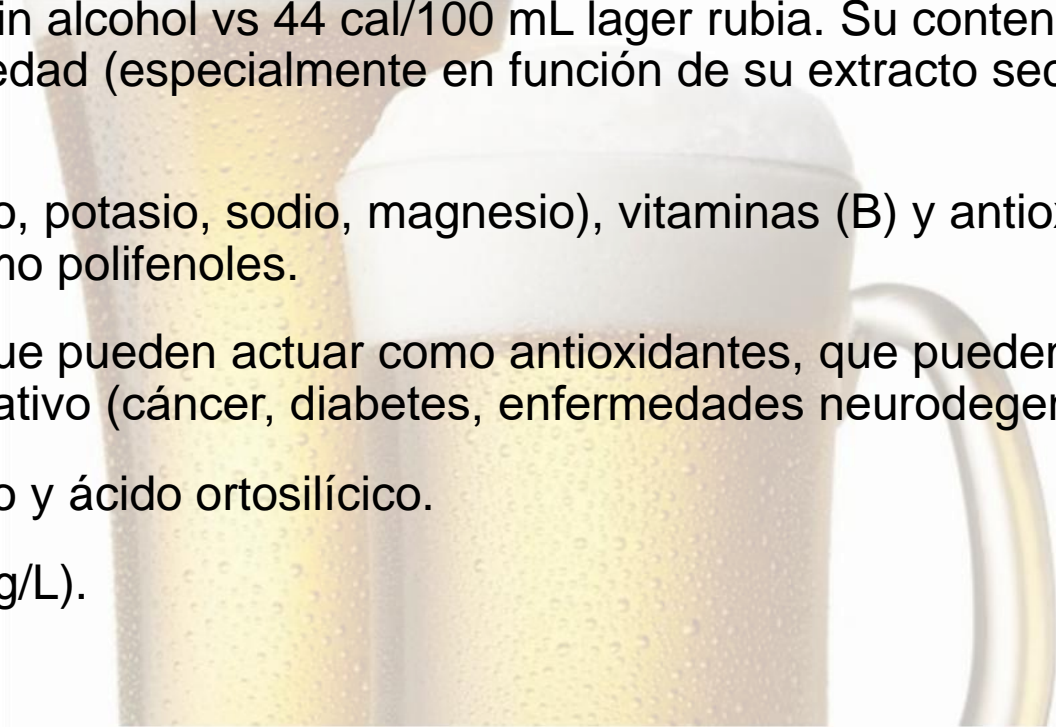 in alcohol vs 44 cal/100 mL lager rubia. Su conten
edad (especialmente en función de su extracto sec
o, potasio, sodio, magnesio), vitaminas (B) y antiox
mo polifenoles.
ue pueden actuar como antioxidantes, que pueden
ativo (cáncer, diabetes, enfermedades neurodegen
o y ácido ortosilícico.
g/L).